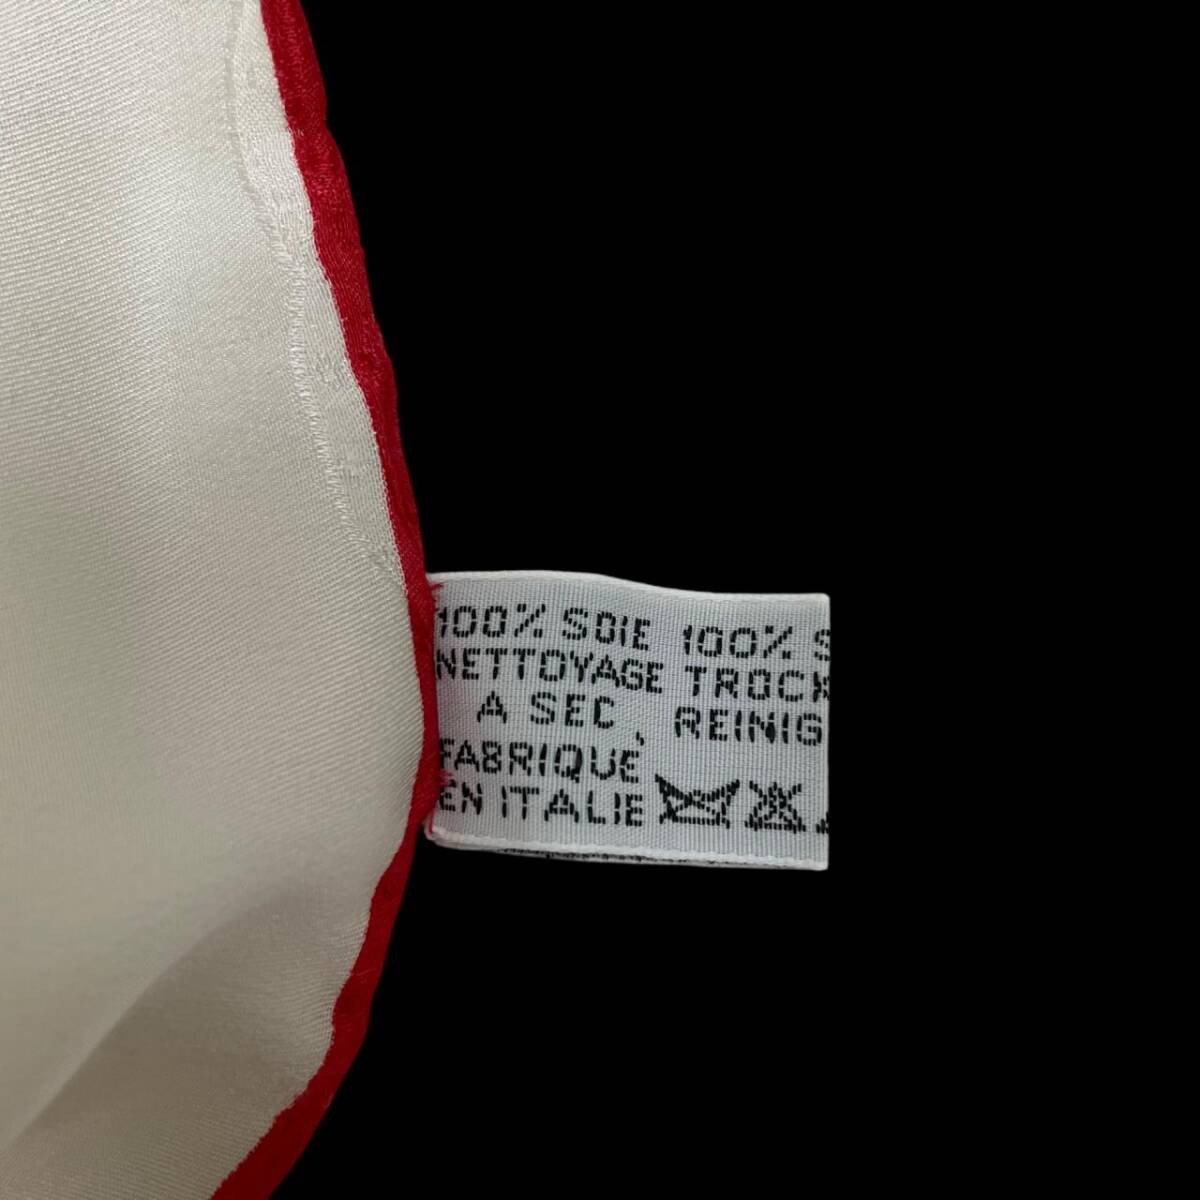 100% SOIE
NETTOYAGE
A SEC
FABRIQUÉ
EN ITALIE
100% S
TROCK
REINIG